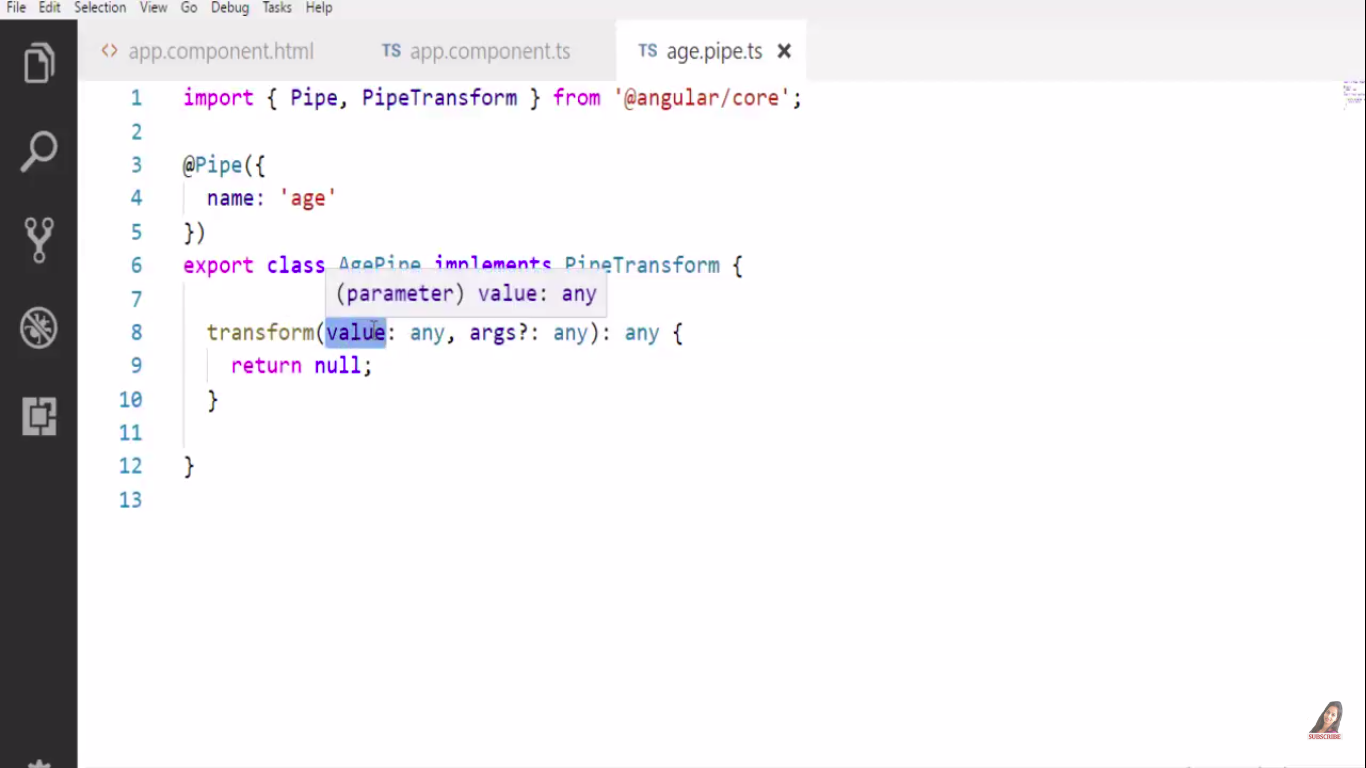 File Edit Selection View Go Debug Tasks Help
<> app.component.html TS app.component.ts TS age.pipe.ts ×
1 import { Pipe, PipeTransform } from '@angular/core';
2
3 @Pipe({
4 name: 'age'
5 })
6 export class AgePipe implements PipeTransform {
(parameter) value: any
7
8 transform(value: any, args?: any): any {
9 return null;
10 }
11
12 }
13
SUBSCRIBE